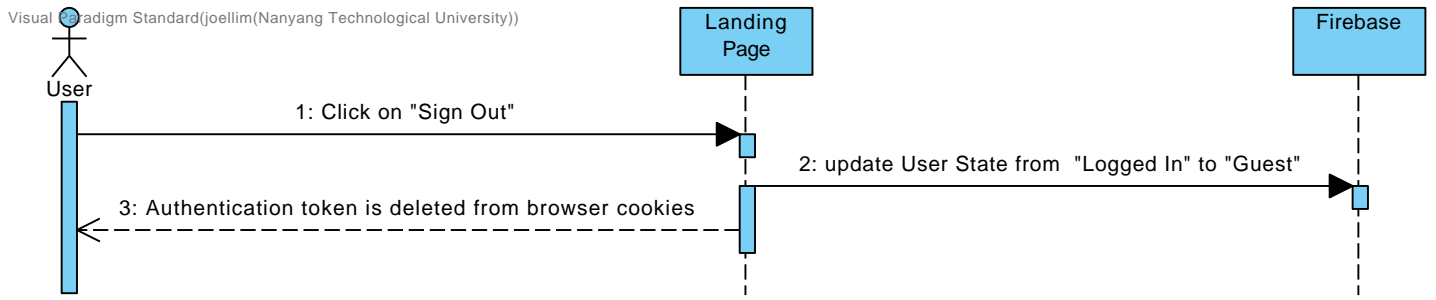 Visual Paradigm Standard(joellim(Nanyang Technological University))
Landing
Page
Firebase
User
1: Click on "Sign Out"
2: update User State from  "Logged In" to "Guest"
3: Authentication token is deleted from browser cookies